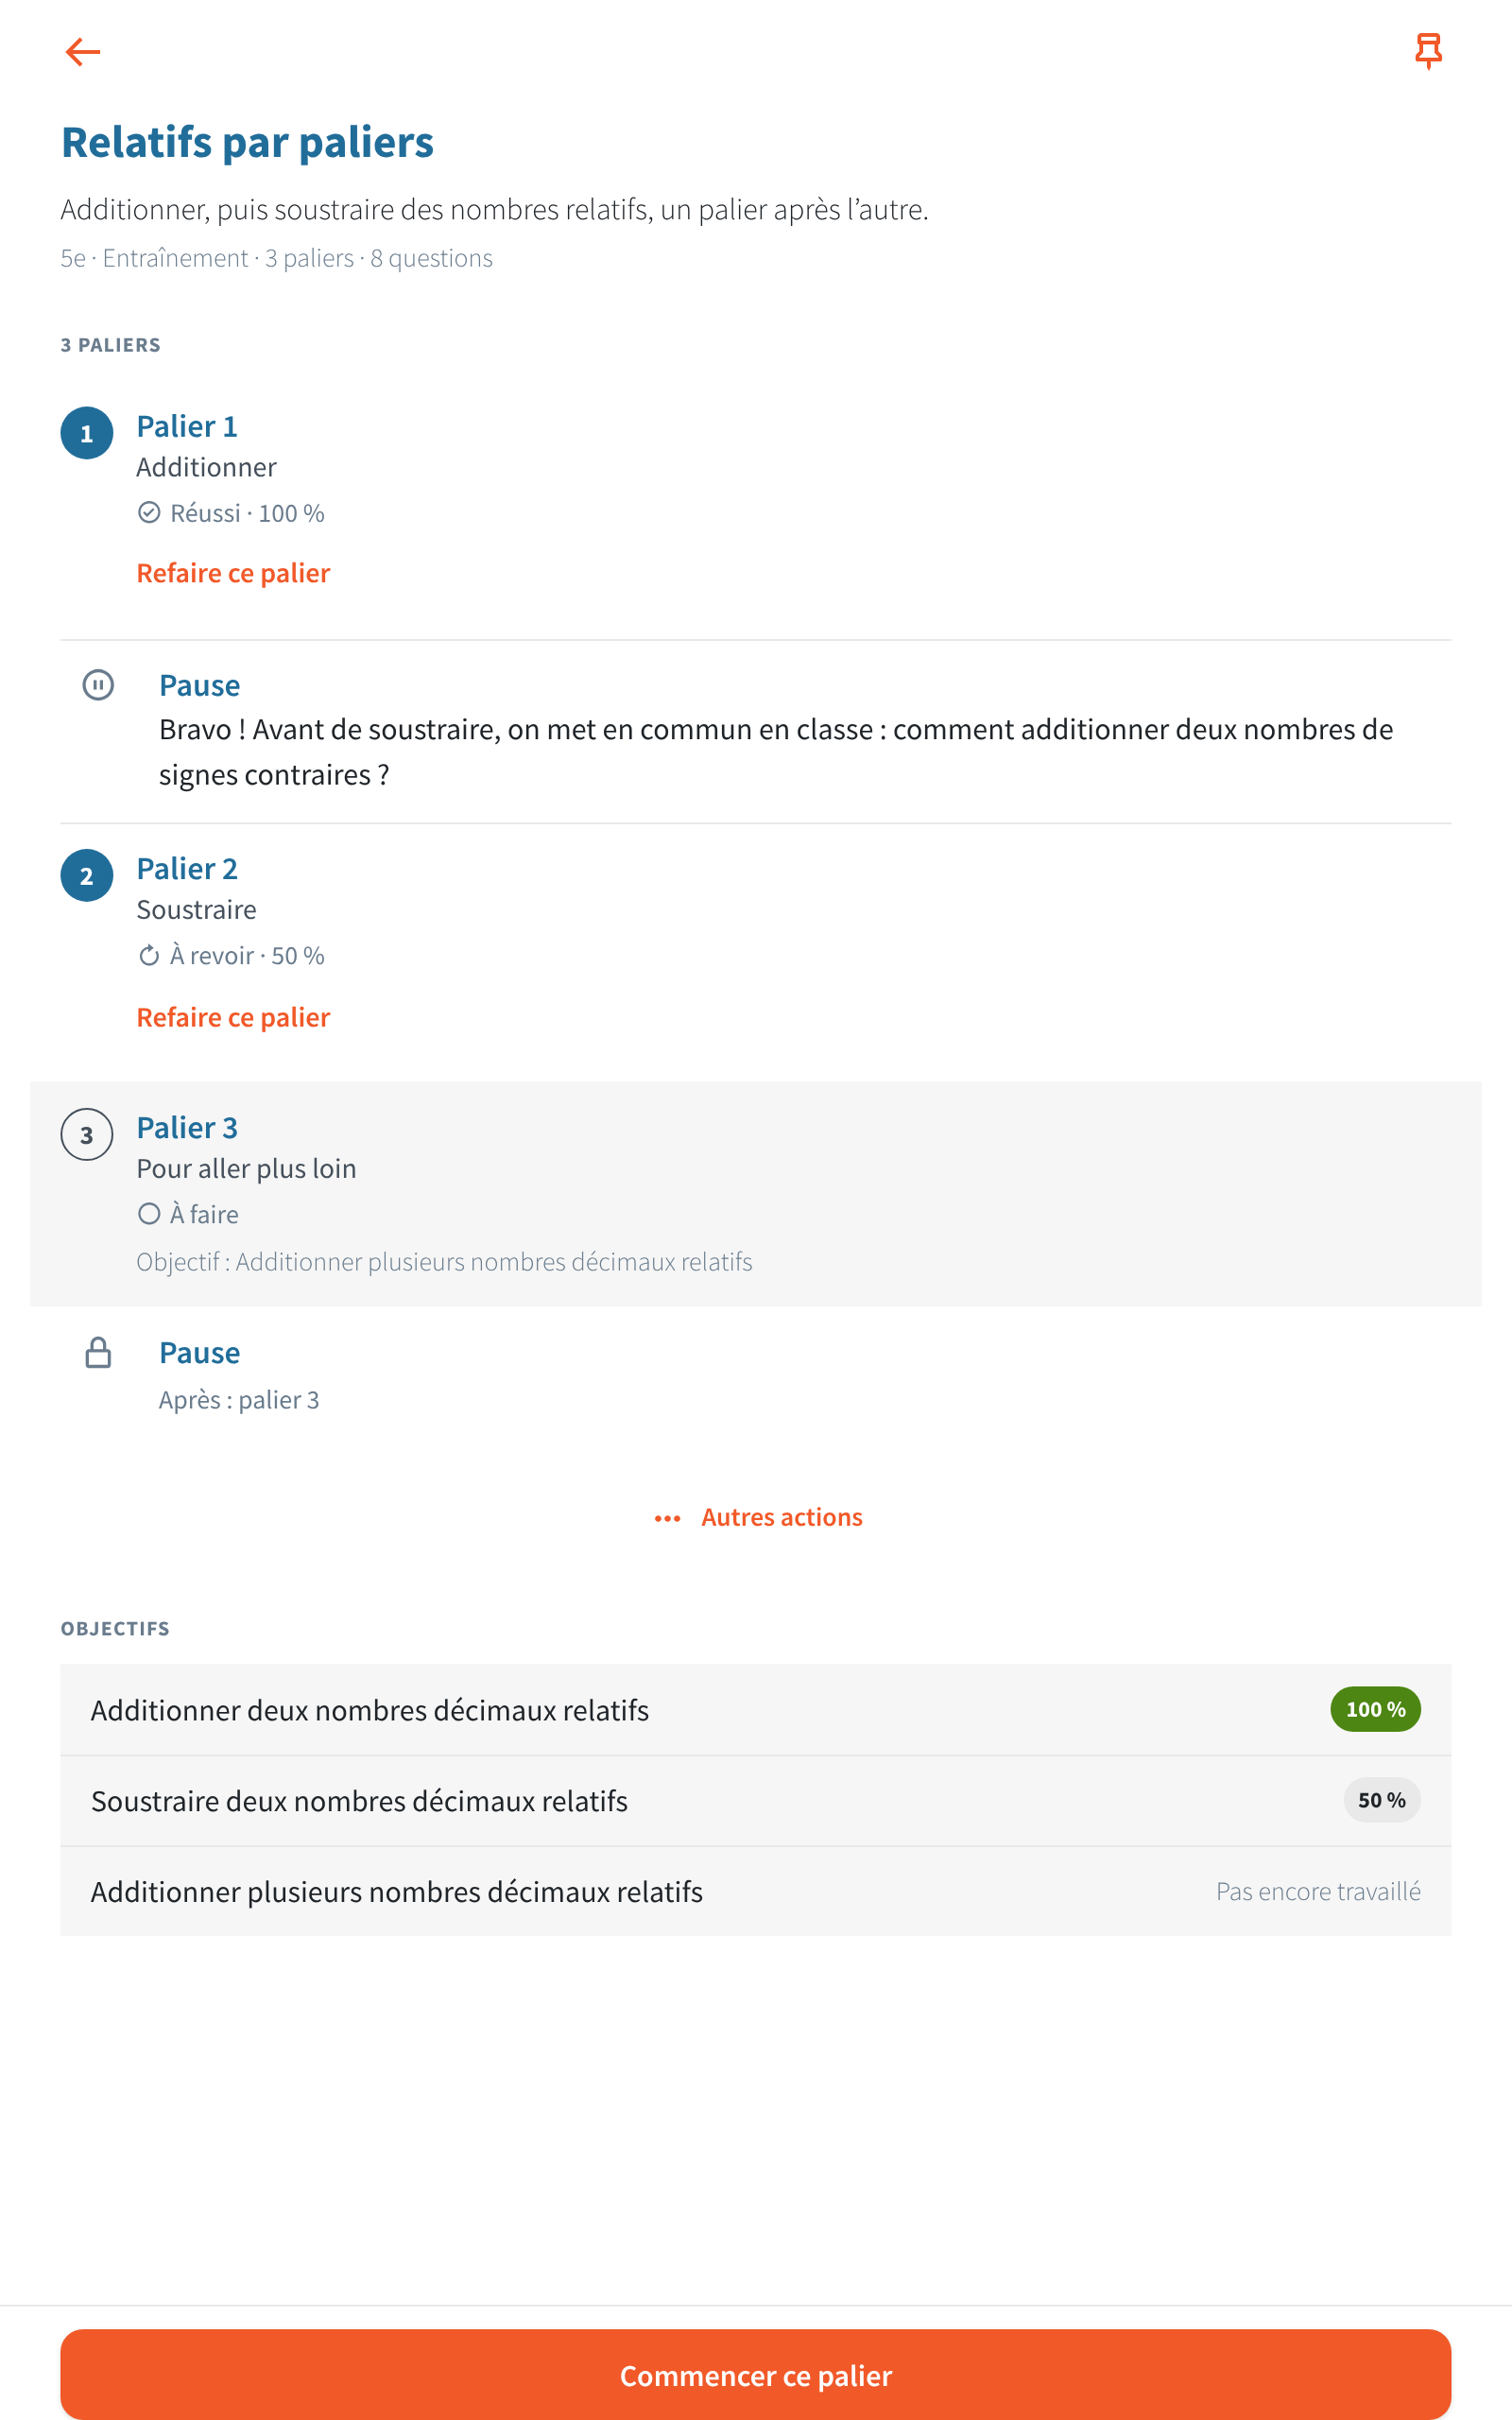 Relatifs par paliers
Additionner, puis soustraire des nombres relatifs, un palier après l’autre.
5e · Entraînement · 3 paliers · 8 questions
3 PALIERS
1
Palier 1
Additionner
Réussi · 100 %
Refaire ce palier
Pause
Bravo ! Avant de soustraire, on met en commun en classe : comment additionner deux nombres de
signes contraires ?
2
Palier 2
Soustraire
À revoir · 50 %
Refaire ce palier
3
Palier 3
Pour aller plus loin
À faire
Objectif : Additionner plusieurs nombres décimaux relatifs
Pause
Après : palier 3
Autres actions
OBJECTIFS
Additionner deux nombres décimaux relatifs
100 %
Soustraire deux nombres décimaux relatifs
50 %
Additionner plusieurs nombres décimaux relatifs
Pas encore travaillé
Commencer ce palier